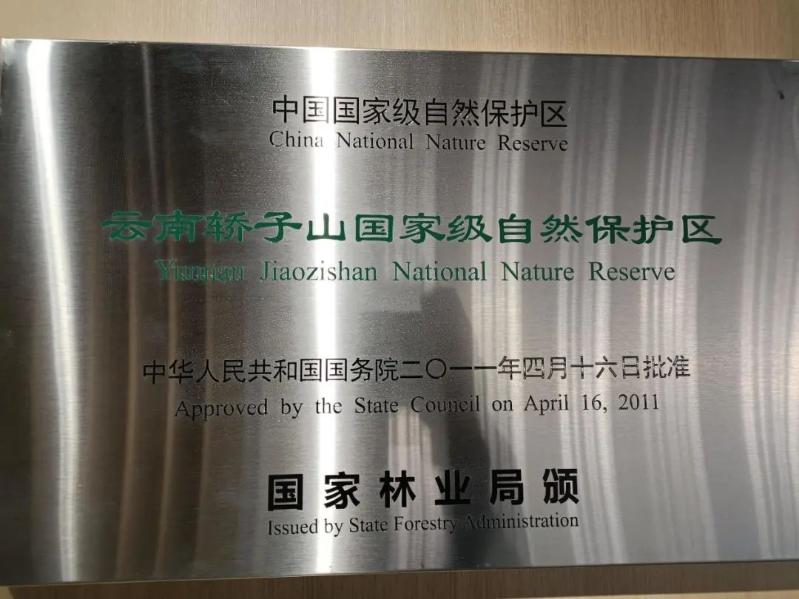 中国国家级自然保护区
China National Nature Reserve
云南轿子山国家级自然保护区
Yunnan Jiaozishan National Nature Reserve
中华人民共和国国务院二〇一一年四月十六日批准
Approved by the State Council on April 16, 2011
国家林业局颁
Issued by State Forestry Administration